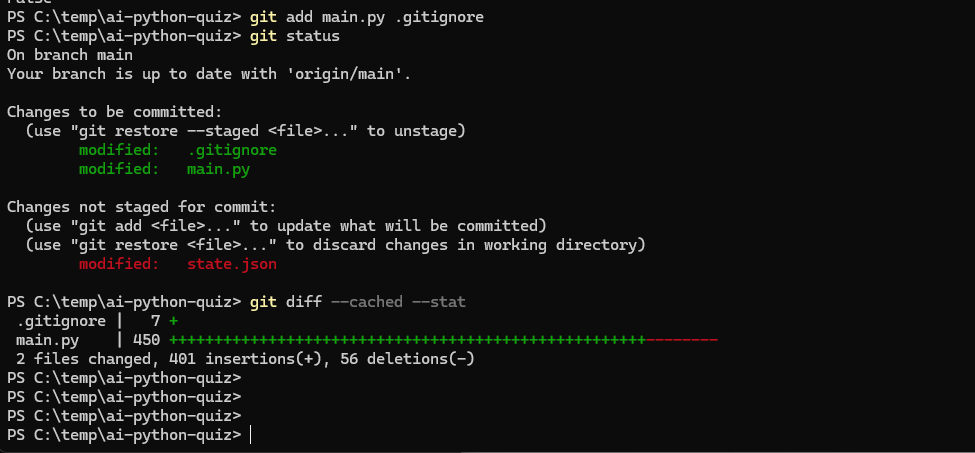 False
PS C:\temp\ai-python-quiz> git add main.py .gitignore
PS C:\temp\ai-python-quiz> git status
On branch main
Your branch is up to date with 'origin/main'.

Changes to be committed:
  (use "git restore --staged <file>..." to unstage)
        modified:   .gitignore
        modified:   main.py

Changes not staged for commit:
  (use "git add <file>..." to update what will be committed)
  (use "git restore <file>..." to discard changes in working directory)
        modified:   state.json

PS C:\temp\ai-python-quiz> git diff --cached --stat
 .gitignore |   7 +
 main.py    | 450 +++++++++++++++++++++++++++++++++++++++++++++++++++++--------
 2 files changed, 401 insertions(+), 56 deletions(-)
PS C:\temp\ai-python-quiz>
PS C:\temp\ai-python-quiz>
PS C:\temp\ai-python-quiz>
PS C:\temp\ai-python-quiz>